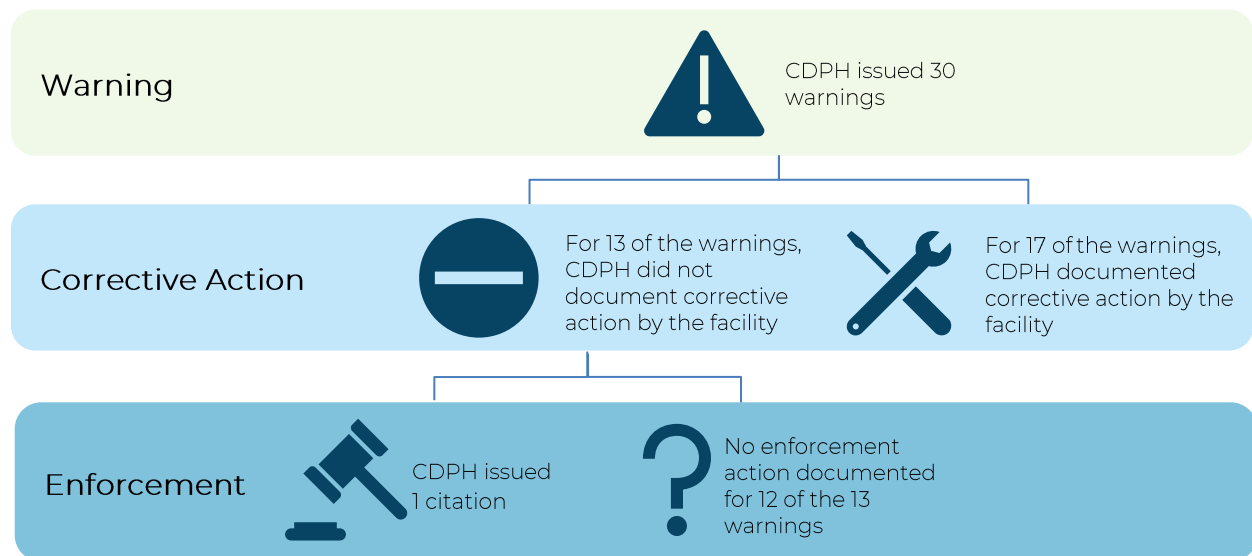 Warning
CDPH issued 30
warnings
Corrective Action
For 13 of the warnings,
CDPH did not
document corrective
action by the facility
For 17 of the warnings,
CDPH documented
corrective action by the
facility
Enforcement
CDPH issued
1 citation
No enforcement
action documented
for 12 of the 13
warnings